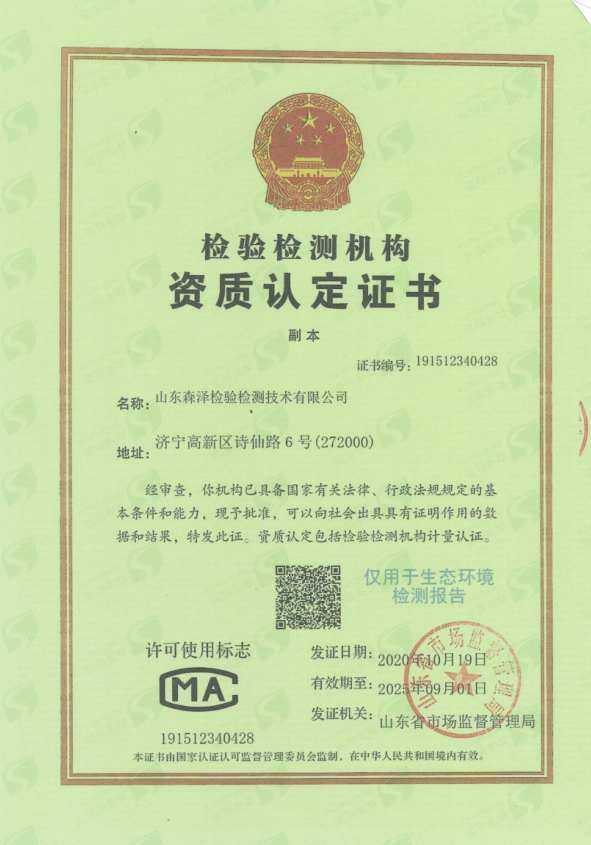 检验检测机构
资质认定证书
副本
证书编号：191512340428
名称：山东森泽检验检测技术有限公司
地址：济宁高新区诗仙路 6 号(272000)
经审查，你机构已具备国家有关法律、行政法规规定的基
本条件和能力，现予批准，可以向社会出具具有证明作用的数
据和结果，特发此证。资质认定包括检验检测机构计量认证。
仅用于生态环境
检测报告
许可使用标志
MA
191512340428
发证日期：2020年10月19日
有效期至：2025年09月01日
发证机关：山东省市场监督管理局
山东省市场监督管理局
本证书由国家认证认可监督管理委员会监制，在中华人民共和国境内有效。